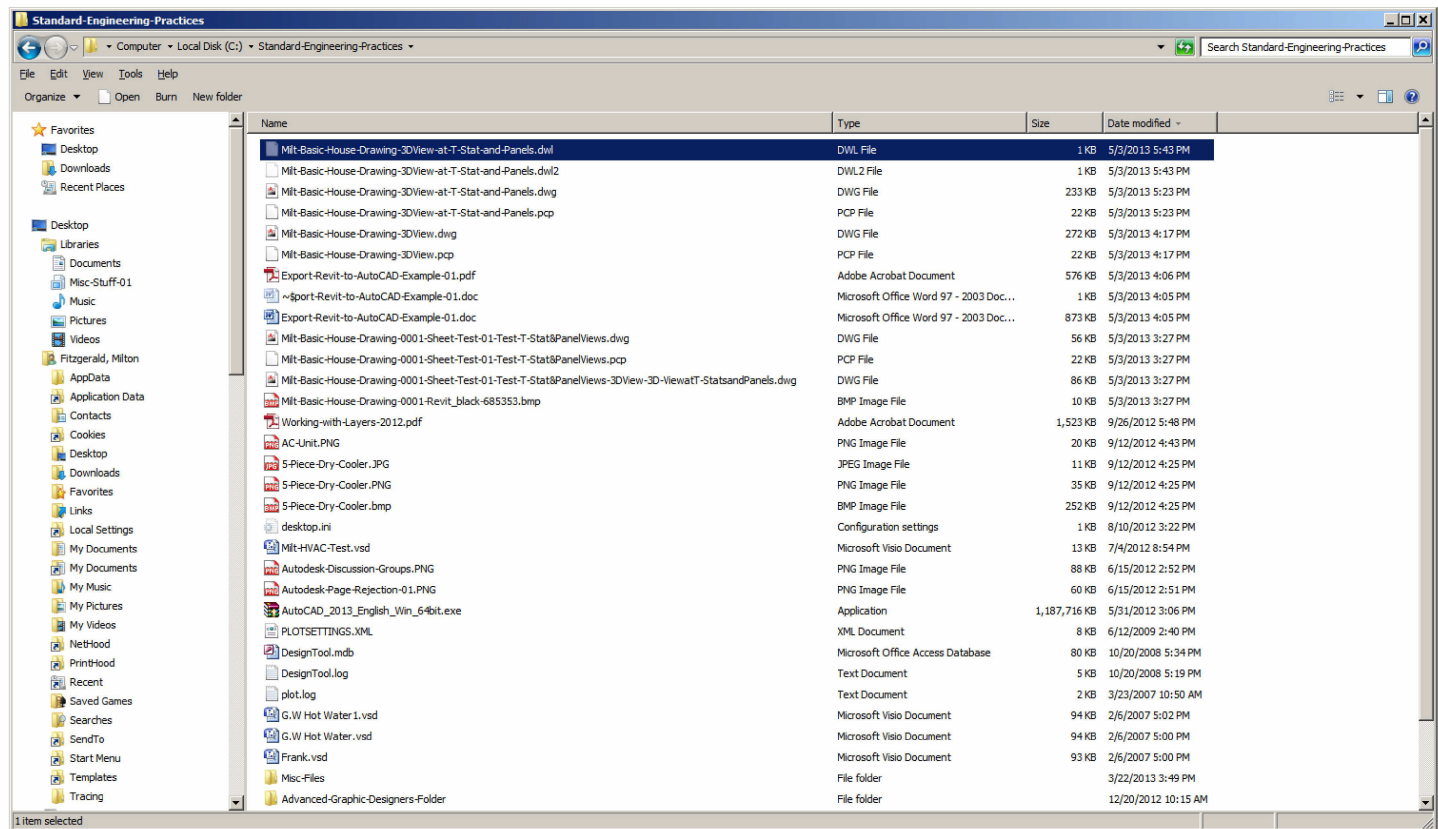 Standard-Engineering-Practices
Computer Local Disk (C:) Standard-Engineering-Practices Search Standard-Engineering-Practices
File Edit View Tools Help
Organize Open Burn New folder
Favorites
Desktop
Downloads
Recent Places
Desktop
Libraries
Documents
Misc-Stuff-01
Music
Pictures
Videos
Fitzgerald, Milton
AppData
Application Data
Contacts
Cookies
Desktop
Downloads
Favorites
Links
Local Settings
My Documents
My Documents
My Music
My Pictures
My Videos
NetHood
PrintHood
Recent
Saved Games
Searches
SendTo
Start Menu
Templates
Tracing
Name Type Size Date modified
Milt-Basic-House-Drawing-3DView-at-T-Stat-and-Panels.dwl DWL File 1 KB 5/3/2013 5:43 PM
Milt-Basic-House-Drawing-3DView-at-T-Stat-and-Panels.dwl2 DWL2 File 1 KB 5/3/2013 5:43 PM
Milt-Basic-House-Drawing-3DView-at-T-Stat-and-Panels.dwg DWG File 233 KB 5/3/2013 5:23 PM
Milt-Basic-House-Drawing-3DView-at-T-Stat-and-Panels.pcp PCP File 22 KB 5/3/2013 5:23 PM
Milt-Basic-House-Drawing-3DView.dwg DWG File 272 KB 5/3/2013 4:17 PM
Milt-Basic-House-Drawing-3DView.pcp PCP File 22 KB 5/3/2013 4:17 PM
Export-Revit-to-AutoCAD-Example-01.pdf Adobe Acrobat Document 576 KB 5/3/2013 4:06 PM
~$port-Revit-to-AutoCAD-Example-01.doc Microsoft Office Word 97 - 2003 Doc... 1 KB 5/3/2013 4:05 PM
Export-Revit-to-AutoCAD-Example-01.doc Microsoft Office Word 97 - 2003 Doc... 873 KB 5/3/2013 4:05 PM
Milt-Basic-House-Drawing-0001-Sheet-Test-01-Test-T-Stat&PanelViews.dwg DWG File 56 KB 5/3/2013 3:27 PM
Milt-Basic-House-Drawing-0001-Sheet-Test-01-Test-T-Stat&PanelViews.pcp PCP File 22 KB 5/3/2013 3:27 PM
Milt-Basic-House-Drawing-0001-Sheet-Test-01-Test-T-Stat&PanelViews-3DView-3D-ViewatT-StatsandPanels.dwg DWG File 86 KB 5/3/2013 3:27 PM
Milt-Basic-House-Drawing-0001-Revit_black-685353.bmp BMP Image File 10 KB 5/3/2013 3:27 PM
Working-with-Layers-2012.pdf Adobe Acrobat Document 1,523 KB 9/26/2012 5:48 PM
AC-Unit.PNG PNG Image File 20 KB 9/12/2012 4:43 PM
5-Piece-Dry-Cooler.JPG JPEG Image File 11 KB 9/12/2012 4:25 PM
5-Piece-Dry-Cooler.PNG PNG Image File 35 KB 9/12/2012 4:25 PM
5-Piece-Dry-Cooler.bmp BMP Image File 252 KB 9/12/2012 4:25 PM
desktop.ini Configuration settings 1 KB 8/10/2012 3:22 PM
Milt-HVAC-Test.vsd Microsoft Visio Document 13 KB 7/4/2012 8:54 PM
Autodesk-Discussion-Groups.PNG PNG Image File 88 KB 6/15/2012 2:52 PM
Autodesk-Page-Rejection-01.PNG PNG Image File 60 KB 6/15/2012 2:51 PM
AutoCAD_2013_English_Win_64bit.exe Application 1,187,716 KB 5/31/2012 3:06 PM
PLOTSETTINGS.XML XML Document 8 KB 6/12/2009 2:40 PM
DesignTool.mdb Microsoft Office Access Database 80 KB 10/20/2008 5:34 PM
DesignTool.log Text Document 5 KB 10/20/2008 5:19 PM
plot.log Text Document 2 KB 3/23/2007 10:50 AM
G.W Hot Water1.vsd Microsoft Visio Document 94 KB 2/6/2007 5:02 PM
G.W Hot Water.vsd Microsoft Visio Document 94 KB 2/6/2007 5:00 PM
Frank.vsd Microsoft Visio Document 93 KB 2/6/2007 5:00 PM
Misc-Files File folder 3/22/2013 3:49 PM
Advanced-Graphic-Designers-Folder File folder 12/20/2012 10:15 AM
1 item selected